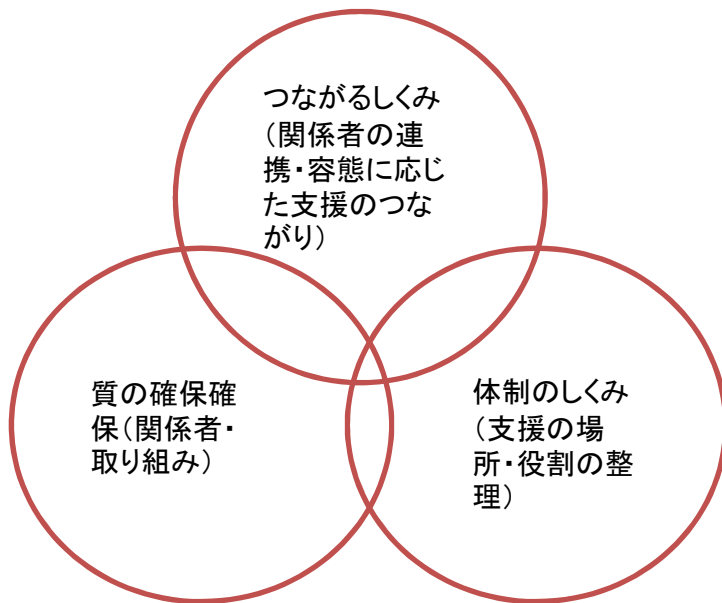 つながるしくみ
(関係者の連
携・容態に応じ
た支援のつな
がり)
質の確保確
保(関係者・
取り組み)
体制のしくみ
(支援の場
所・役割の整
理)